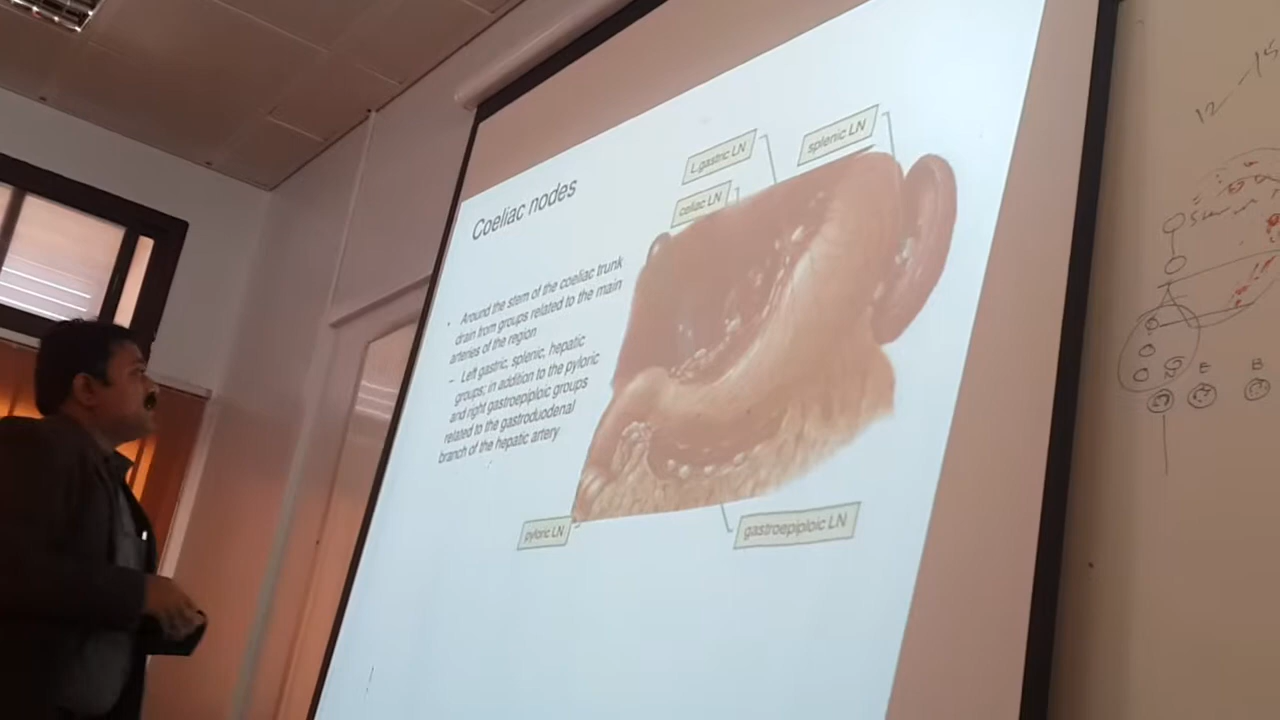 Coeliac nodes
• Around the stem of the coeliac trunk
drain from groups related to the main
arteries of the region
– Left gastric, splenic, hepatic
groups; in addition to the pyloric
and right gastroepiploic groups
related to the gastroduodenal
branch of the hepatic artery
L.gastric LN
splenic LN
celiac LN
pyloric LN
gastroepiploic LN
12 - 15
E
B